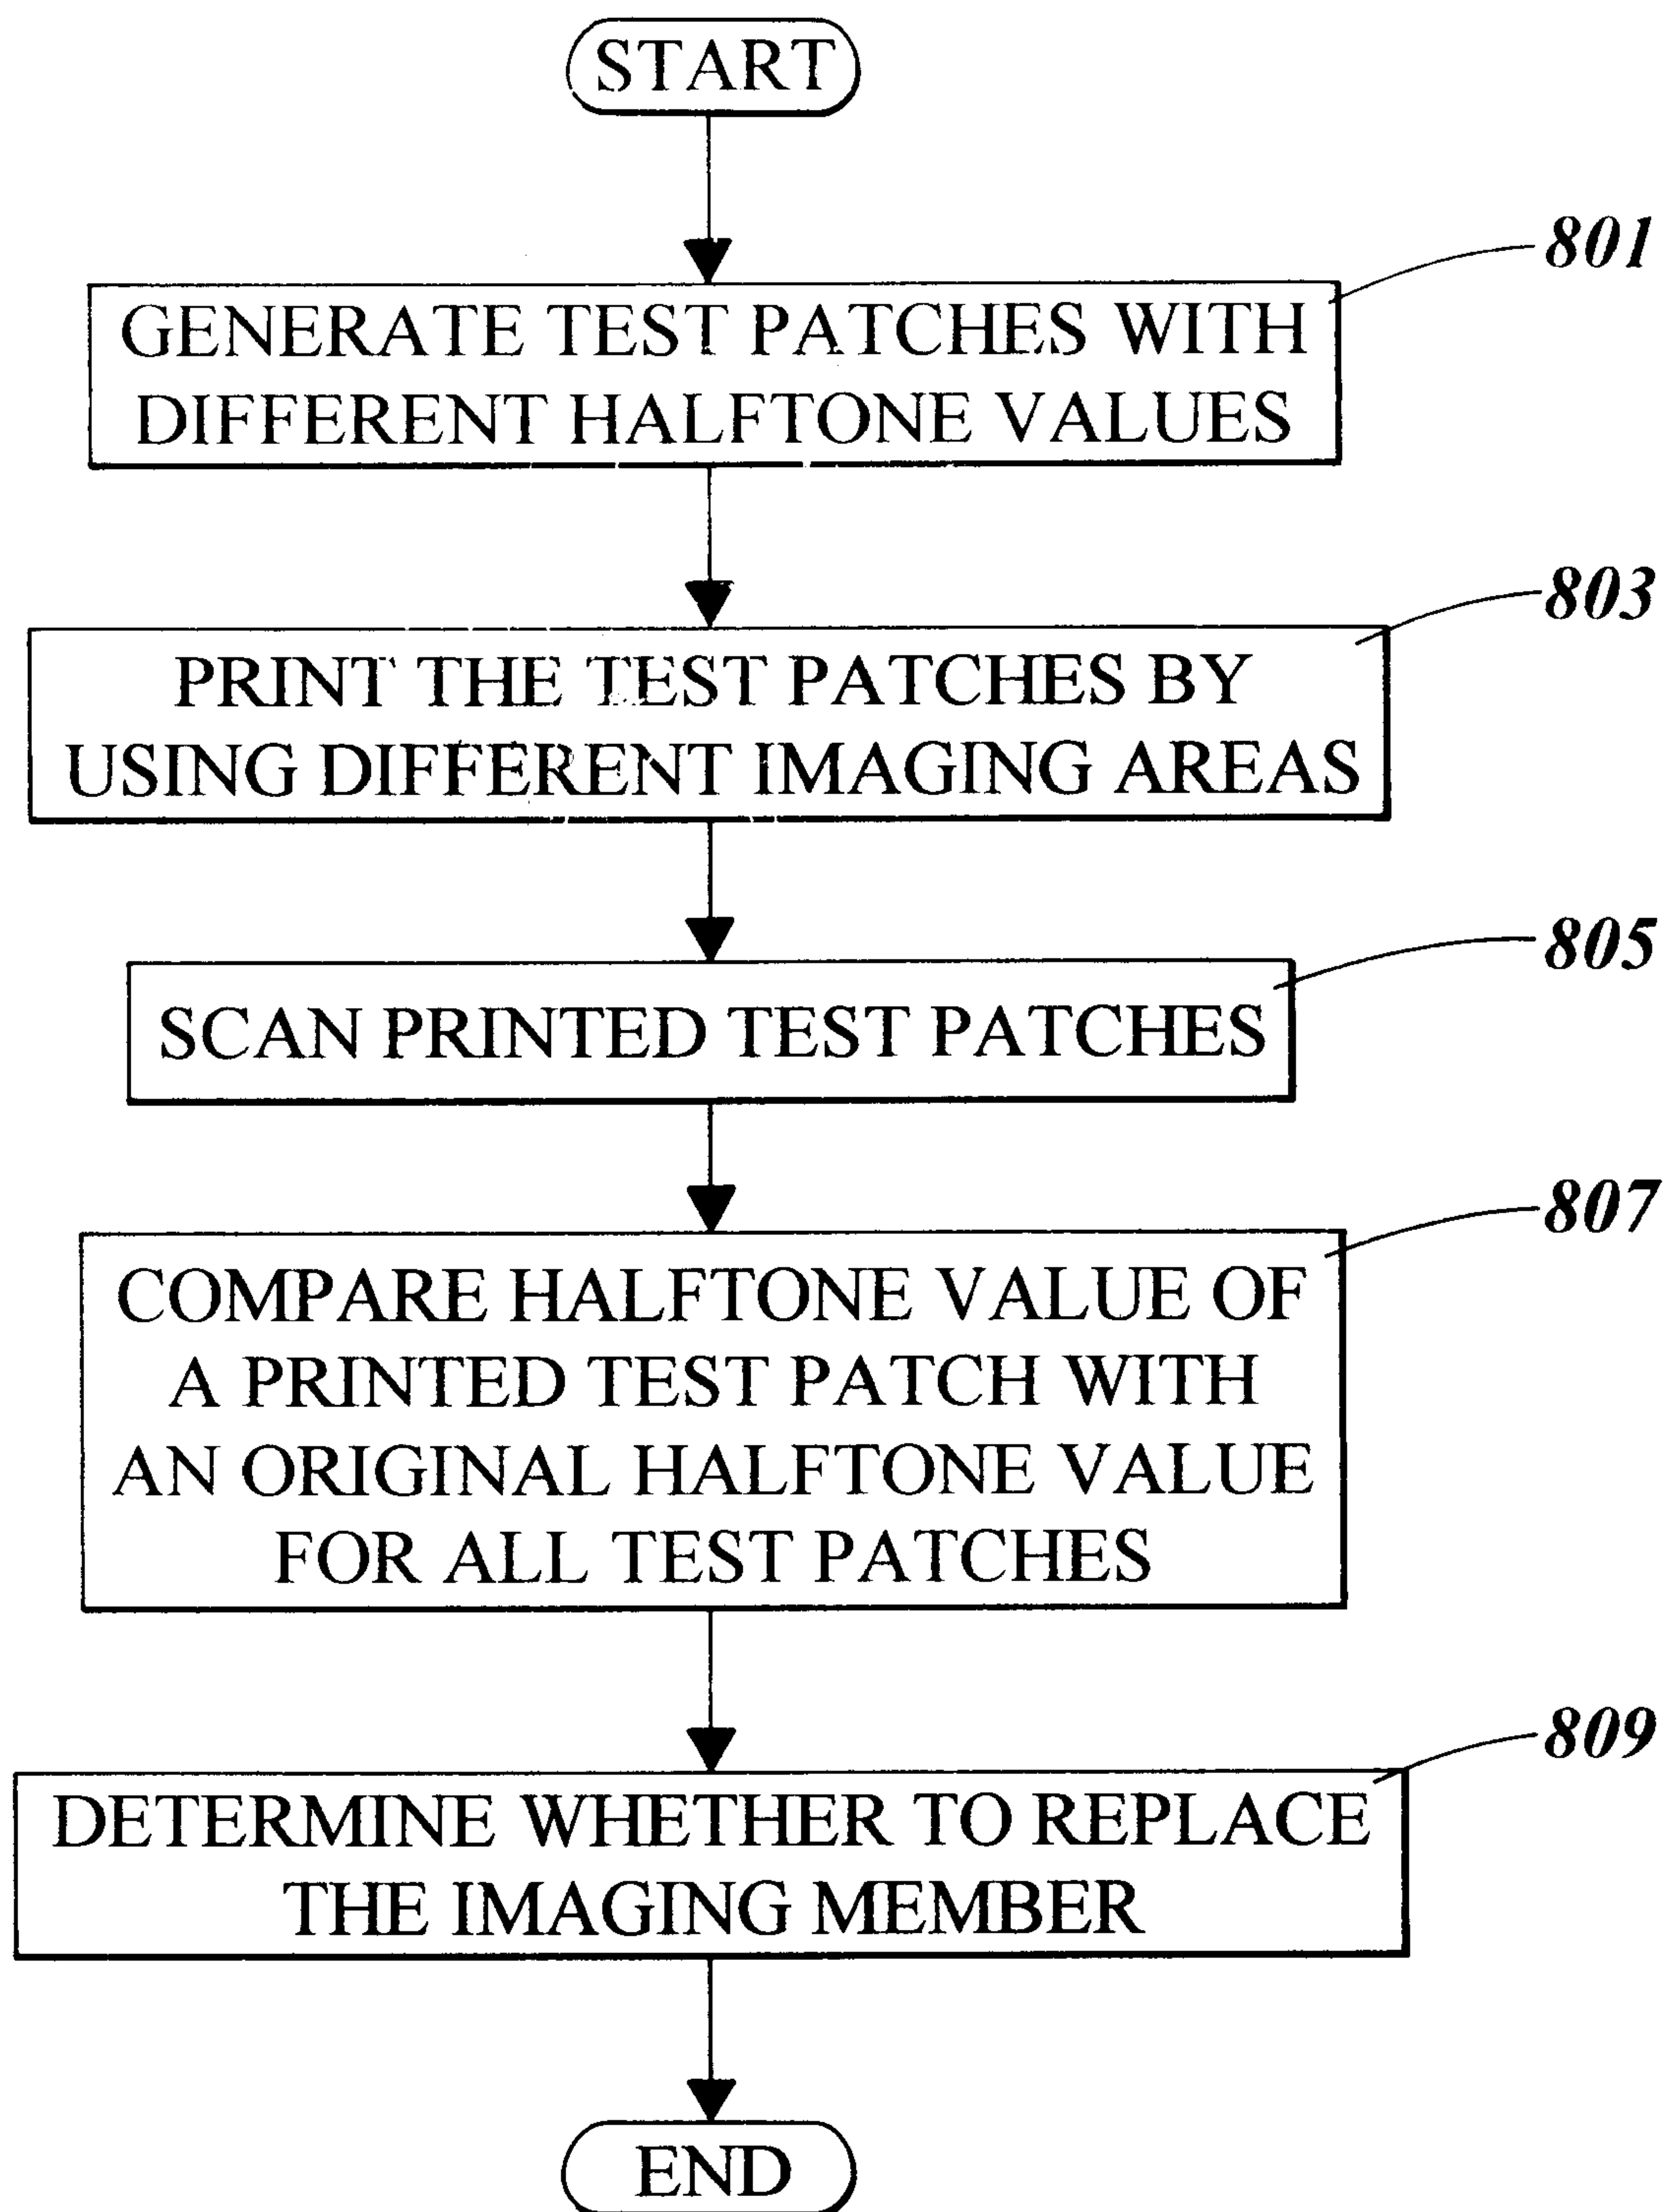 START
801
GENERATE TEST PATCHES WITH
DIFFERENT HALFTONE VALUES
803
PRINT THE TEST PATCHES BY
USING DIFFERENT IMAGING AREAS
805
SCAN PRINTED TEST PATCHES
807
COMPARE HALFTONE VALUE OF
A PRINTED TEST PATCH WITH
AN ORIGINAL HALFTONE VALUE
FOR ALL TEST PATCHES
809
DETERMINE WHETHER TO REPLACE
THE IMAGING MEMBER
END